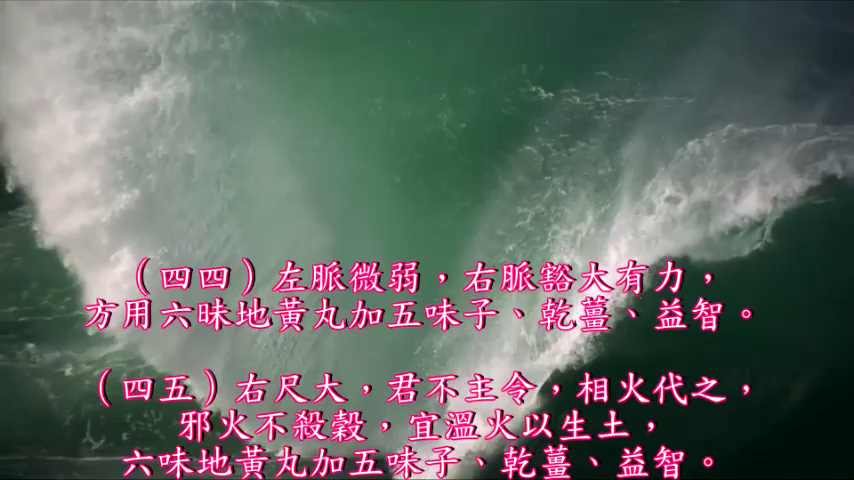 （四四）左脈微弱，右脈豁大有力，
方用六昧地黃丸加五味子、乾薑、益智。
（四五）右尺大，君不主令，相火代之，
邪火不殺穀，宜溫火以生土，
六味地黃丸加五味子、乾薑、益智。